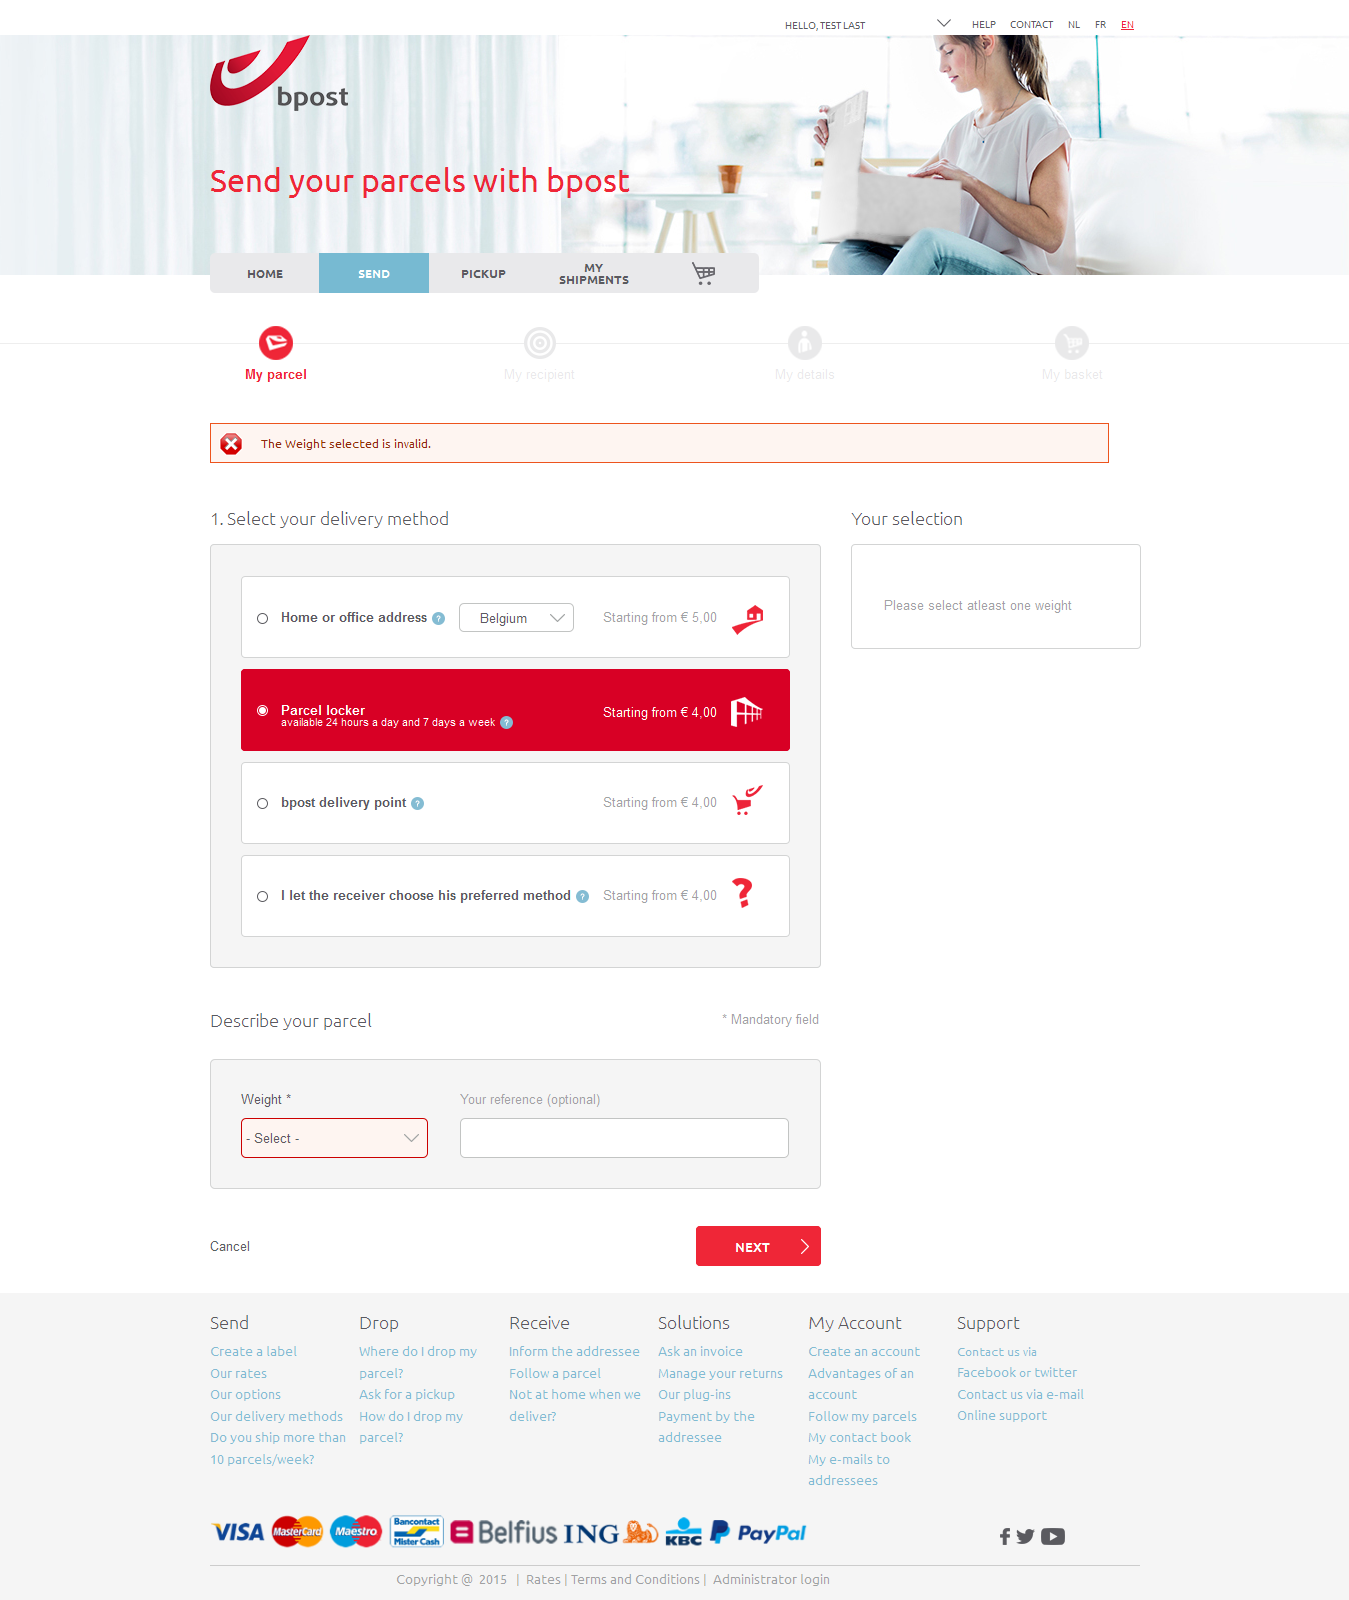 HELLO, TEST LAST
HELP CONTACT NL FR EN
bpost
Send your parcels with bpost
HOME SEND PICKUP MY SHIPMENTS
My parcel My recipient My details My basket
The Weight selected is invalid.
1. Select your delivery method
Your selection
Home or office address ? Belgium Starting from € 5,00
Please select atleast one weight
Parcel locker
available 24 hours a day and 7 days a week ?
Starting from € 4,00
bpost delivery point ? Starting from € 4,00
I let the receiver choose his preferred method ? Starting from € 4,00
Describe your parcel
* Mandatory field
Weight * Your reference (optional)
- Select -
Cancel
NEXT
Send
Create a label
Our rates
Our options
Our delivery methods
Do you ship more than
10 parcels/week?
Drop
Where do I drop my
parcel?
Ask for a pickup
How do I drop my
parcel?
Receive
Inform the addressee
Follow a parcel
Not at home when we
deliver?
Solutions
Ask an invoice
Manage your returns
Our plug-ins
Payment by the
addressee
My Account
Create an account
Advantages of an
account
Follow my parcels
My contact book
My e-mails to
addressees
Support
Contact us via
Facebook or twitter
Contact us via e-mail
Online support
VISA MasterCard Maestro Bancontact Mister Cash Belfius ING KBC PayPal
Copyright @ 2015 | Rates | Terms and Conditions | Administrator login